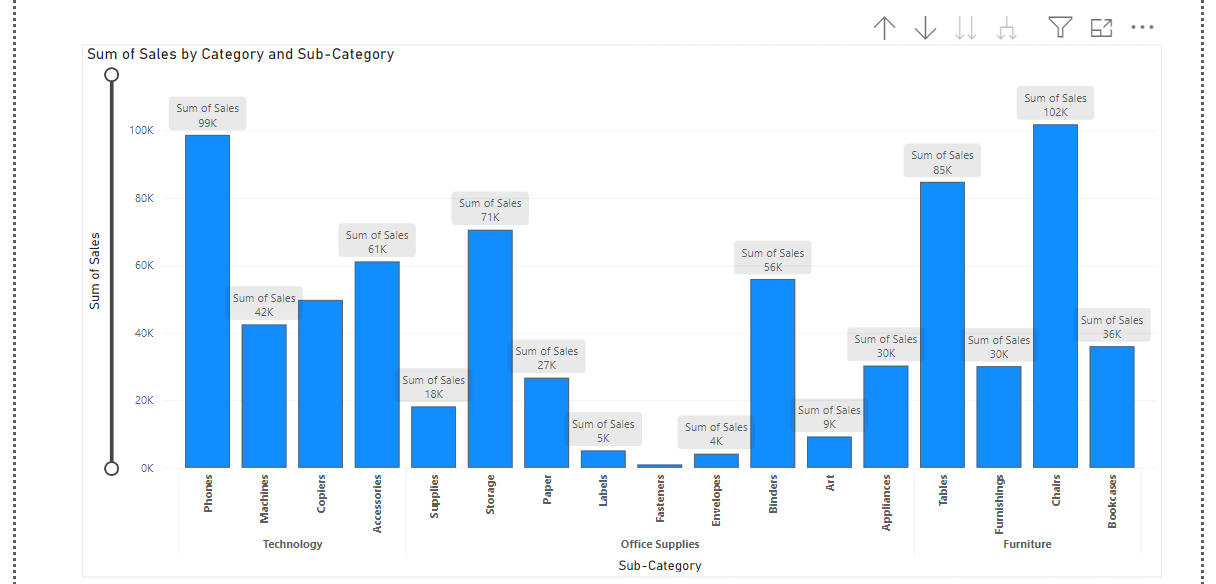 Sum of Sales by Category and Sub-Category
Sum of Sales
100K
80K
60K
40K
20K
0K
Sum of Sales
99K
Sum of Sales
42K
Sum of Sales
61K
Sum of Sales
18K
Sum of Sales
71K
Sum of Sales
27K
Sum of Sales
5K
Sum of Sales
4K
Sum of Sales
56K
Sum of Sales
9K
Sum of Sales
30K
Sum of Sales
85K
Sum of Sales
30K
Sum of Sales
102K
Sum of Sales
36K
Phones
Machines
Copiers
Accessories
Supplies
Storage
Paper
Labels
Fasteners
Envelopes
Binders
Art
Appliances
Tables
Furnishings
Chairs
Bookcases
Technology
Office Supplies
Furniture
Sub-Category